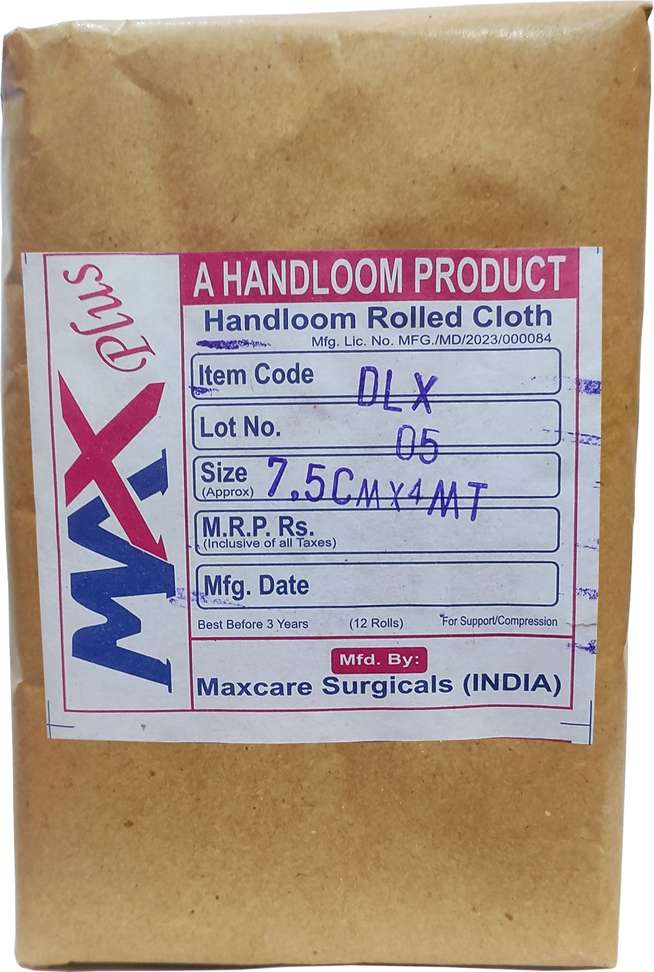 MAX Plus
A HANDLOOM PRODUCT
Handloom Rolled Cloth
Mfg. Lic. No. MFG./MD/2023/000084
Item Code DLX
Lot No. 05
Size 7.5CMX4MT
(Approx)
M.R.P. Rs.
(Inclusive of all Taxes)
Mfg. Date
Best Before 3 Years (12 Rolls) For Support/Compression
Mfd. By:
Maxcare Surgicals (INDIA)